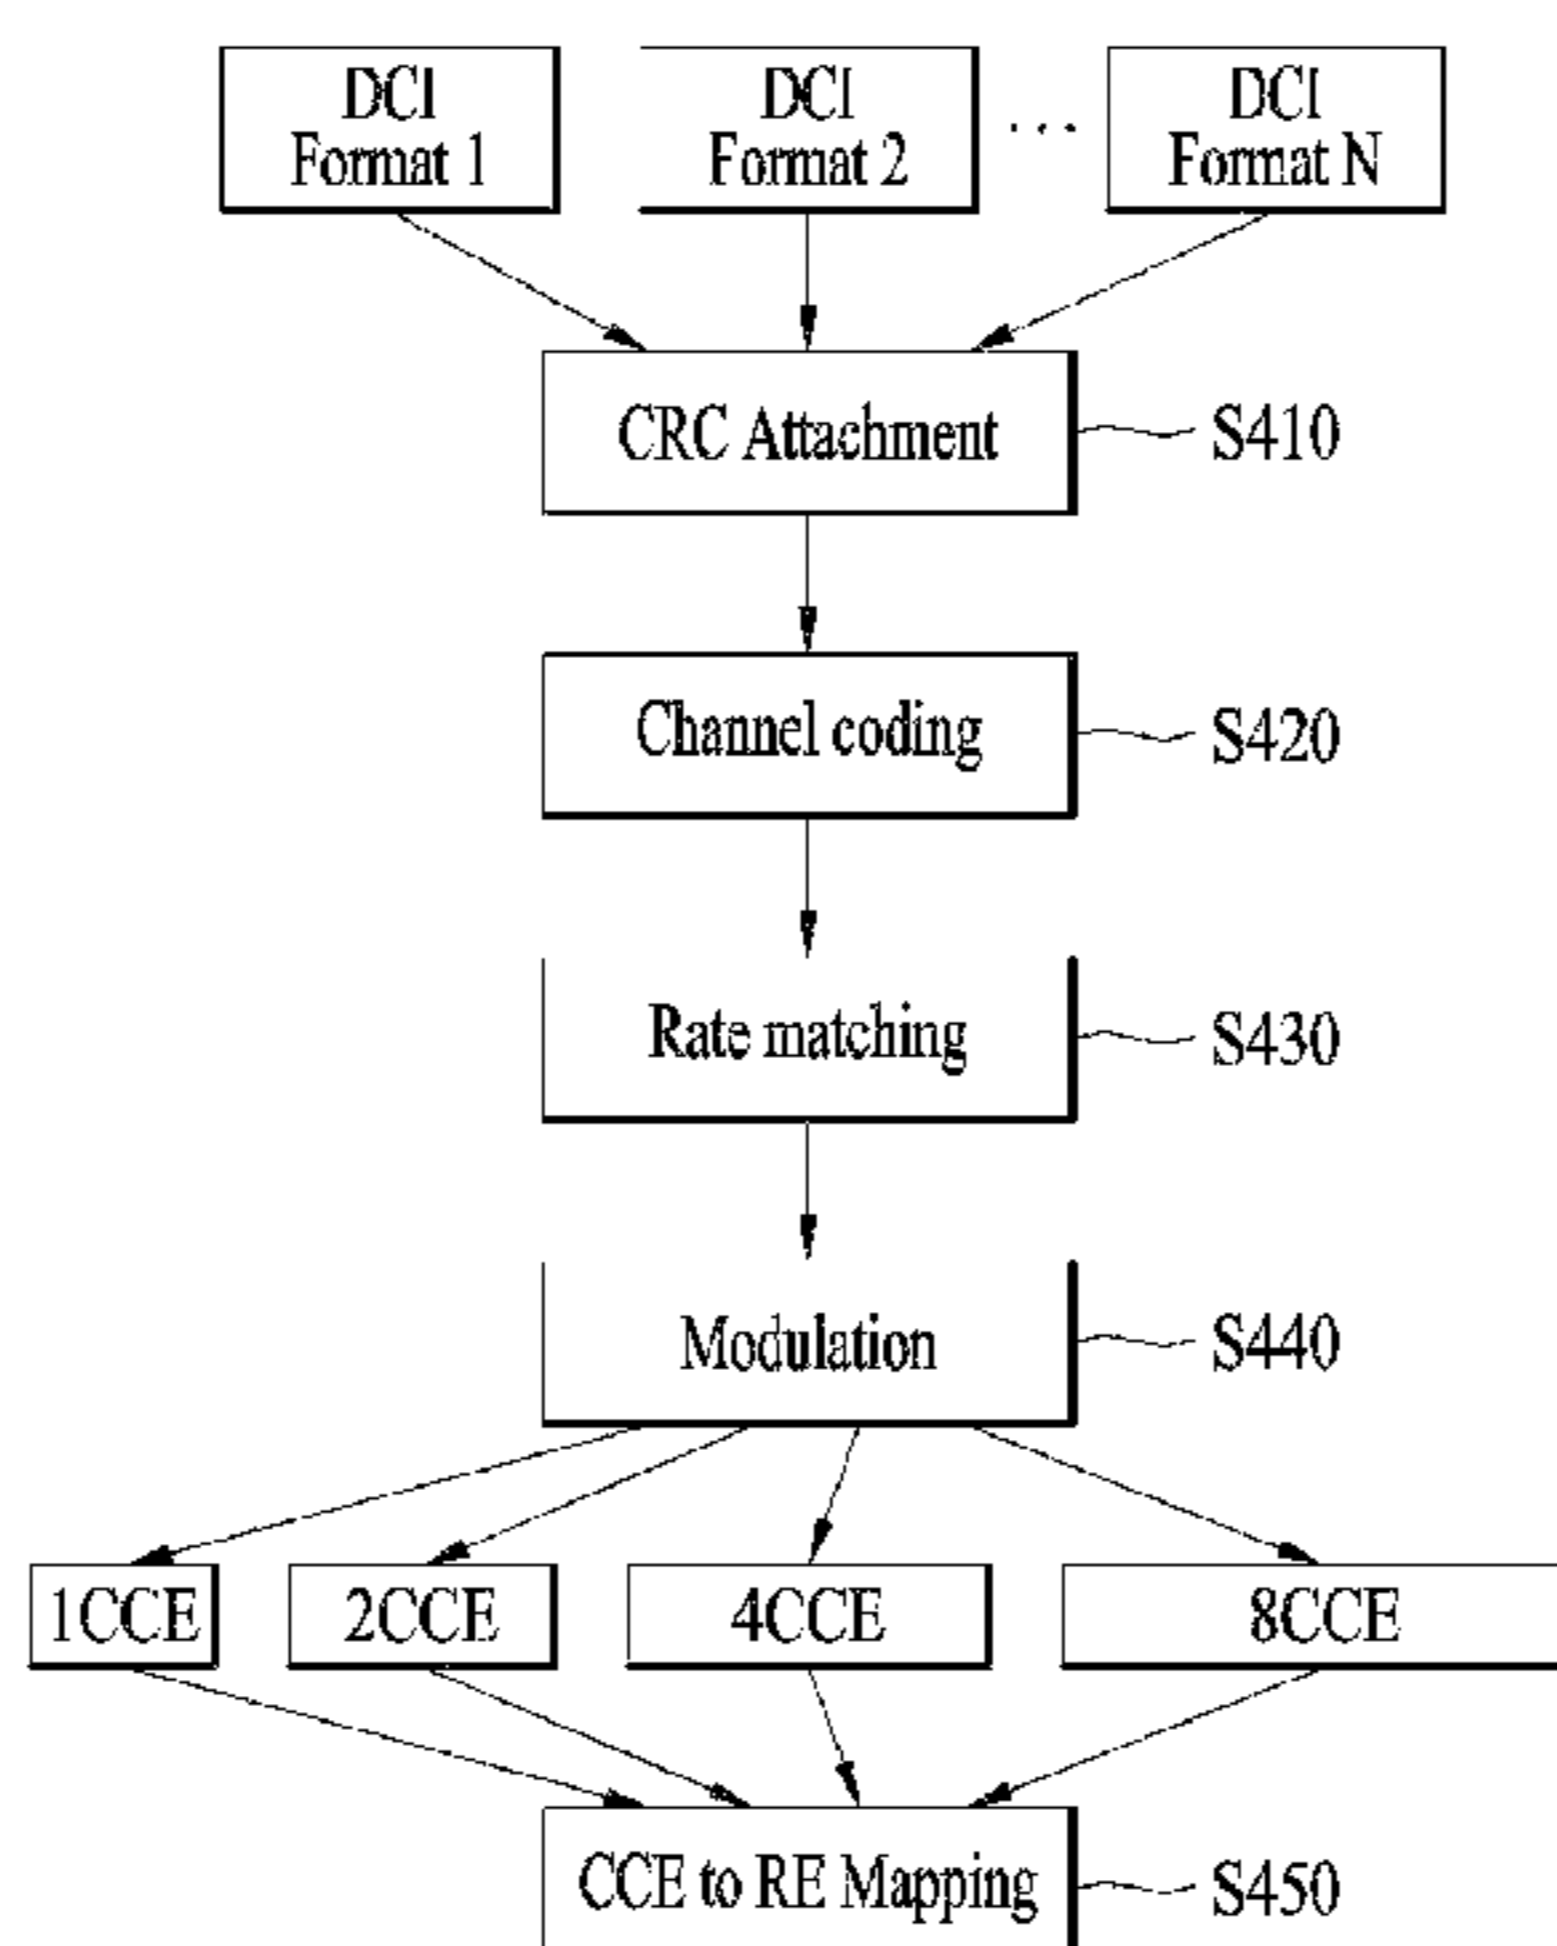 DCI
Format 1
DCI
Format 2
...
DCI
Format N
CRC Attachment
S410
Channel coding
S420
Rate matching
S430
Modulation
S440
1CCE
2CCE
4CCE
8CCE
CCE to RE Mapping
S450